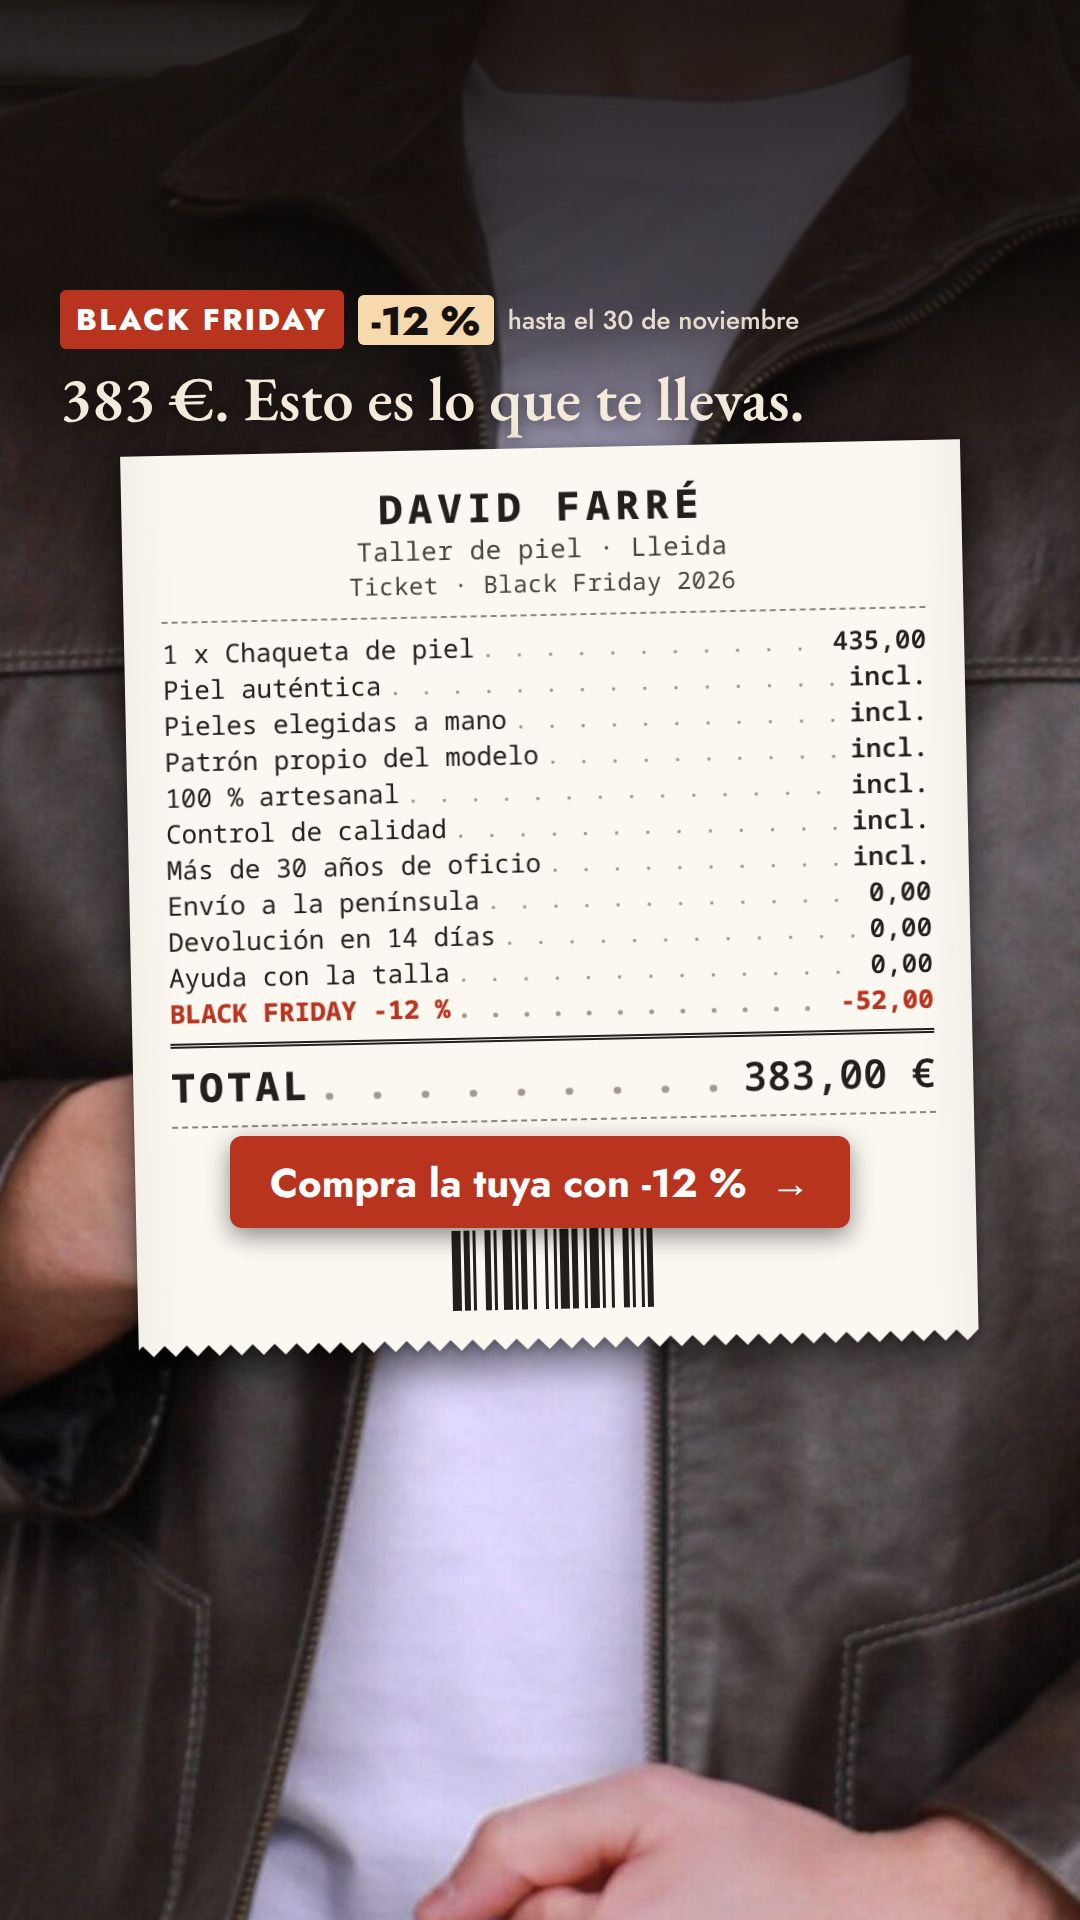 BLACK FRIDAY -12 % hasta el 30 de noviembre
383 €. Esto es lo que te llevas.
DAVID FARRÉ
Taller de piel · Lleida
Ticket · Black Friday 2026
1 x Chaqueta de piel . . . . . . . . . . . 435,00
Piel auténtica . . . . . . . . . . . . . . . incl.
Pieles elegidas a mano . . . . . . . . . . . incl.
Patrón propio del modelo . . . . . . . . . . incl.
100 % artesanal . . . . . . . . . . . . . . incl.
Control de calidad . . . . . . . . . . . . . incl.
Más de 30 años de oficio . . . . . . . . . . incl.
Envío a la península . . . . . . . . . . . . 0,00
Devolución en 14 días . . . . . . . . . . . . 0,00
Ayuda con la talla . . . . . . . . . . . . . 0,00
BLACK FRIDAY -12 % . . . . . . . . . . . . -52,00
TOTAL . . . . . . . . . 383,00 €
Compra la tuya con -12 % →